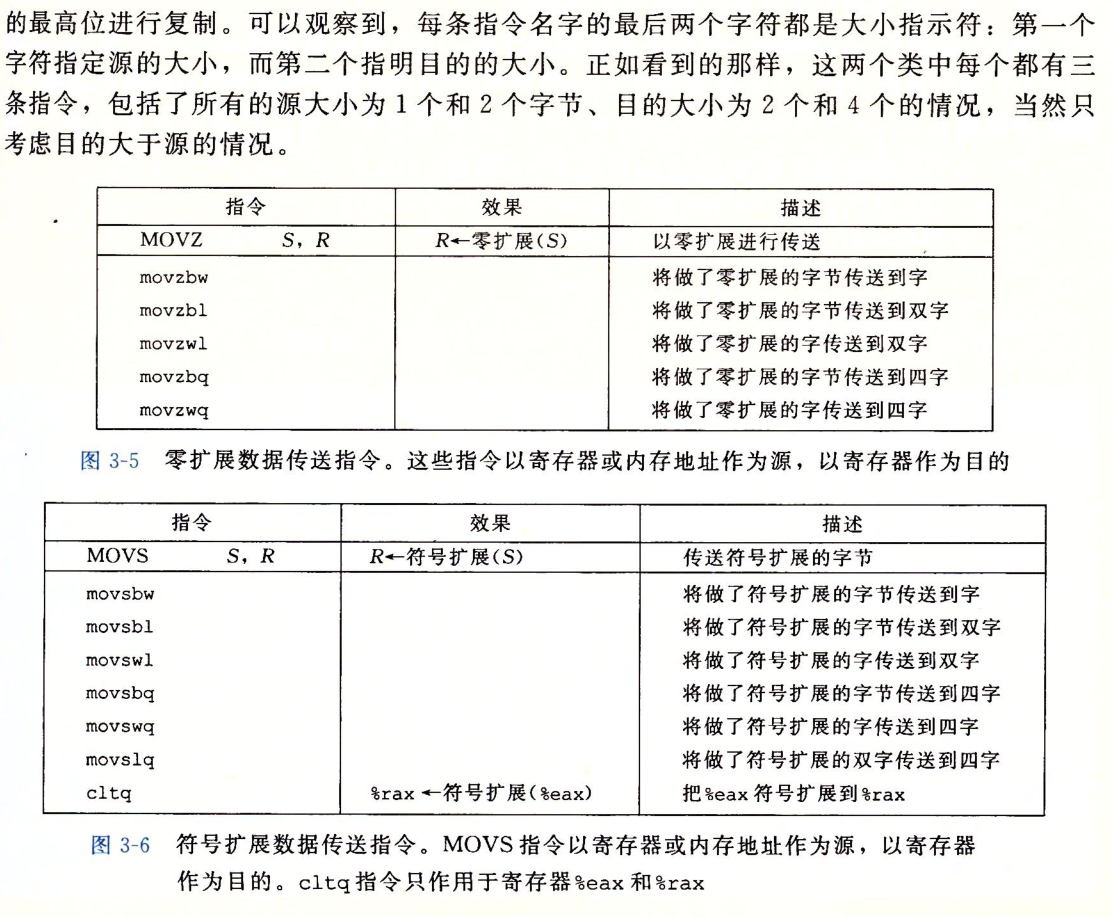 的最高位进行复制。可以观察到，每条指令名字的最后两个字符都是大小指示符：第一个
字符指定源的大小，而第二个指明目的的大小。正如看到的那样，这两个类中每个都有三
条指令，包括了所有的源大小为 1 个和 2 个字节、目的大小为 2 个和 4 个的情况，当然只
考虑目的大于源的情况。
指令 效果 描述
MOVZ S，R R←零扩展(S) 以零扩展进行传送
movzbw 将做了零扩展的字节传送到字
movzbl 将做了零扩展的字节传送到双字
movzwl 将做了零扩展的字传送到双字
movzbq 将做了零扩展的字节传送到四字
movzwq 将做了零扩展的字传送到四字
图 3-5 零扩展数据传送指令。这些指令以寄存器或内存地址作为源，以寄存器作为目的
指令 效果 描述
MOVS S，R R←符号扩展(S) 传送符号扩展的字节
movsbw 将做了符号扩展的字节传送到字
movsbl 将做了符号扩展的字节传送到双字
movswl 将做了符号扩展的字传送到双字
movsbq 将做了符号扩展的字节传送到四字
movswq 将做了符号扩展的字传送到四字
movslq 将做了符号扩展的双字传送到四字
cltq %rax←符号扩展(%eax) 把%eax 符号扩展到%rax
图 3-6 符号扩展数据传送指令。MOVS 指令以寄存器或内存地址作为源，以寄存器
作为目的。cltq 指令只作用于寄存器%eax 和%rax